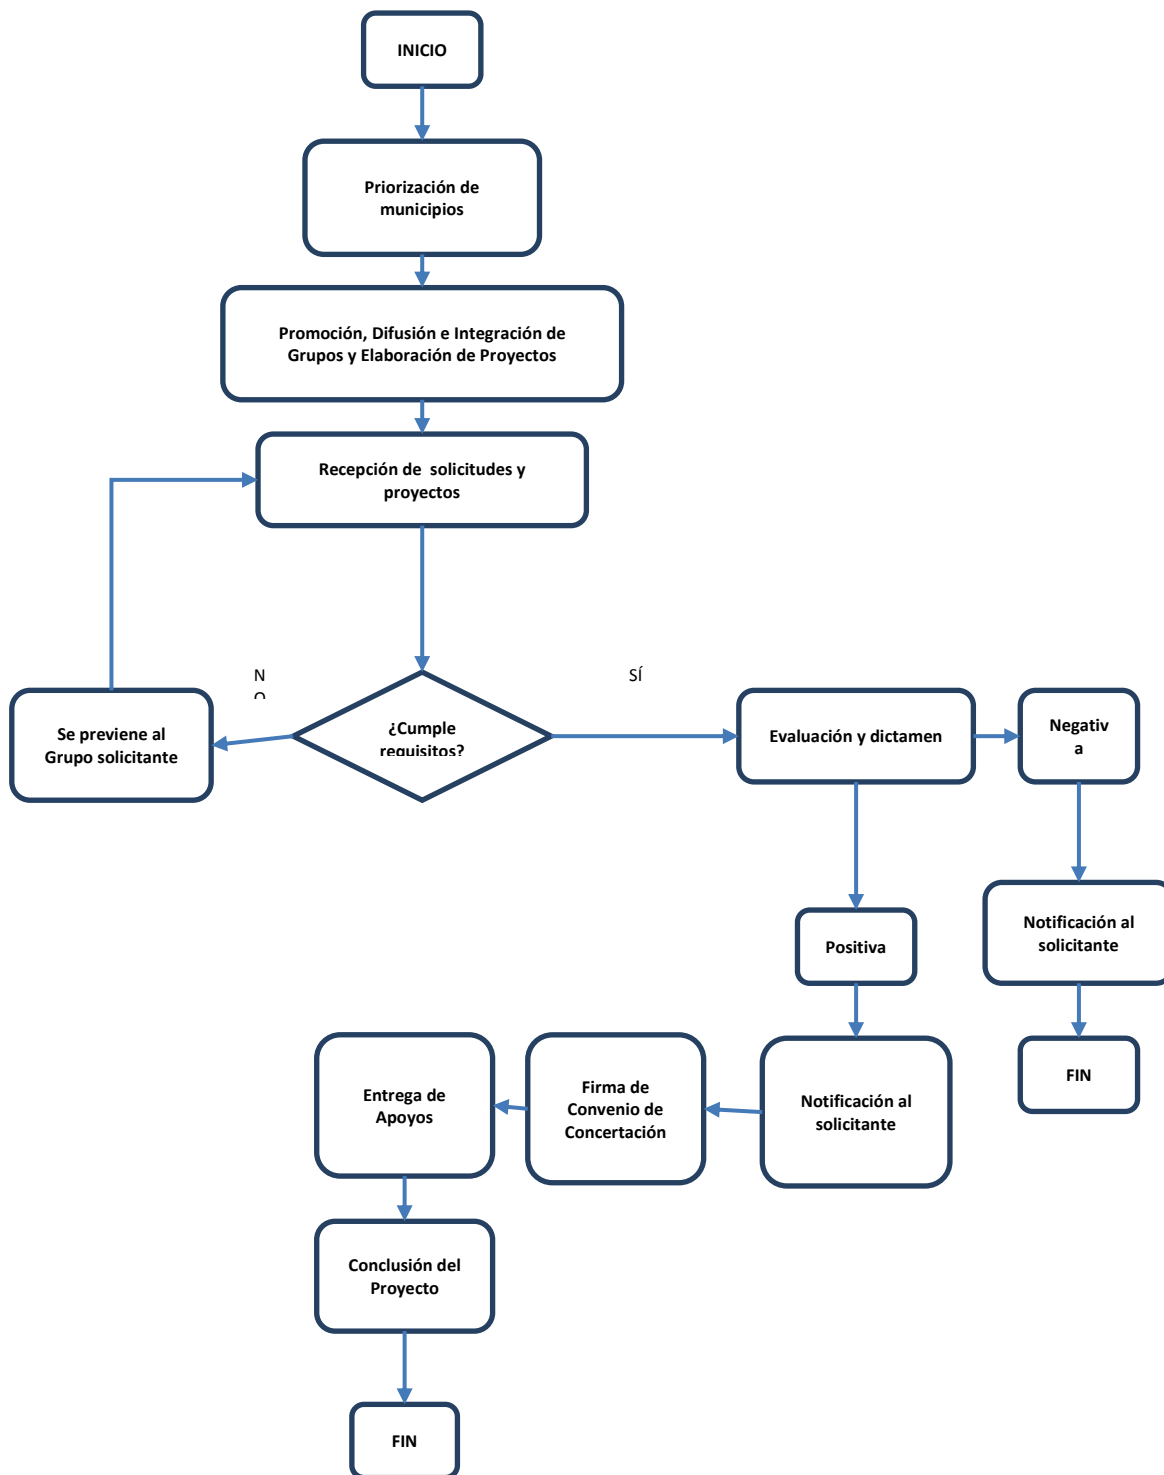 INICIO
Priorización de
municipios
Promoción, Difusión e Integración de
Grupos y Elaboración de Proyectos
Recepción de  solicitudes y
proyectos
N
O
SÍ
Se previene al
Grupo solicitante
¿Cumple
requisitos?
Evaluación y dictamen
Negativ
a
Positiva
Notificación al
solicitante
Entrega de
Apoyos
Firma de
Convenio de
Concertación
Notificación al
solicitante
FIN
Conclusión del
Proyecto
FIN